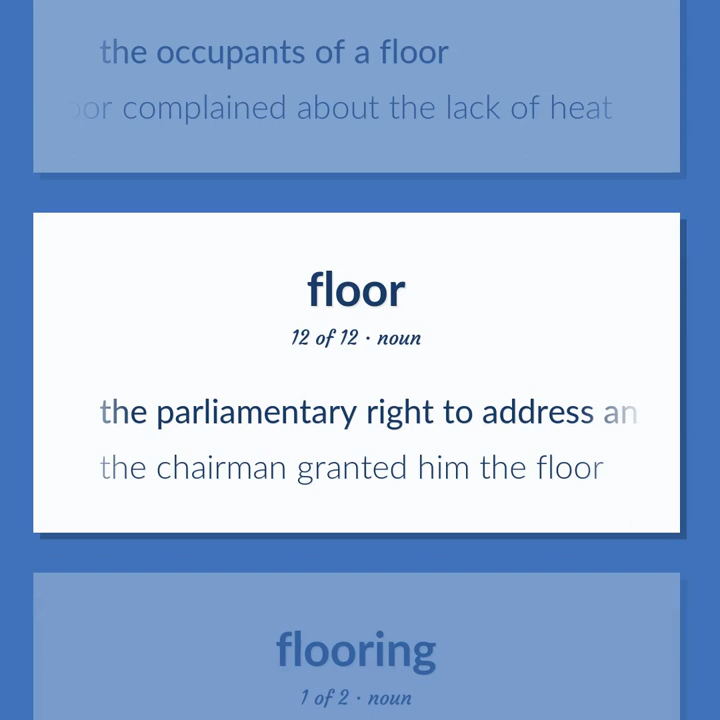 the occupants of a floor
complained about the lack of heat
floor
12 of 12 · noun
the parliamentary right to address an
the chairman granted him the floor
flooring
1 of 2 · noun